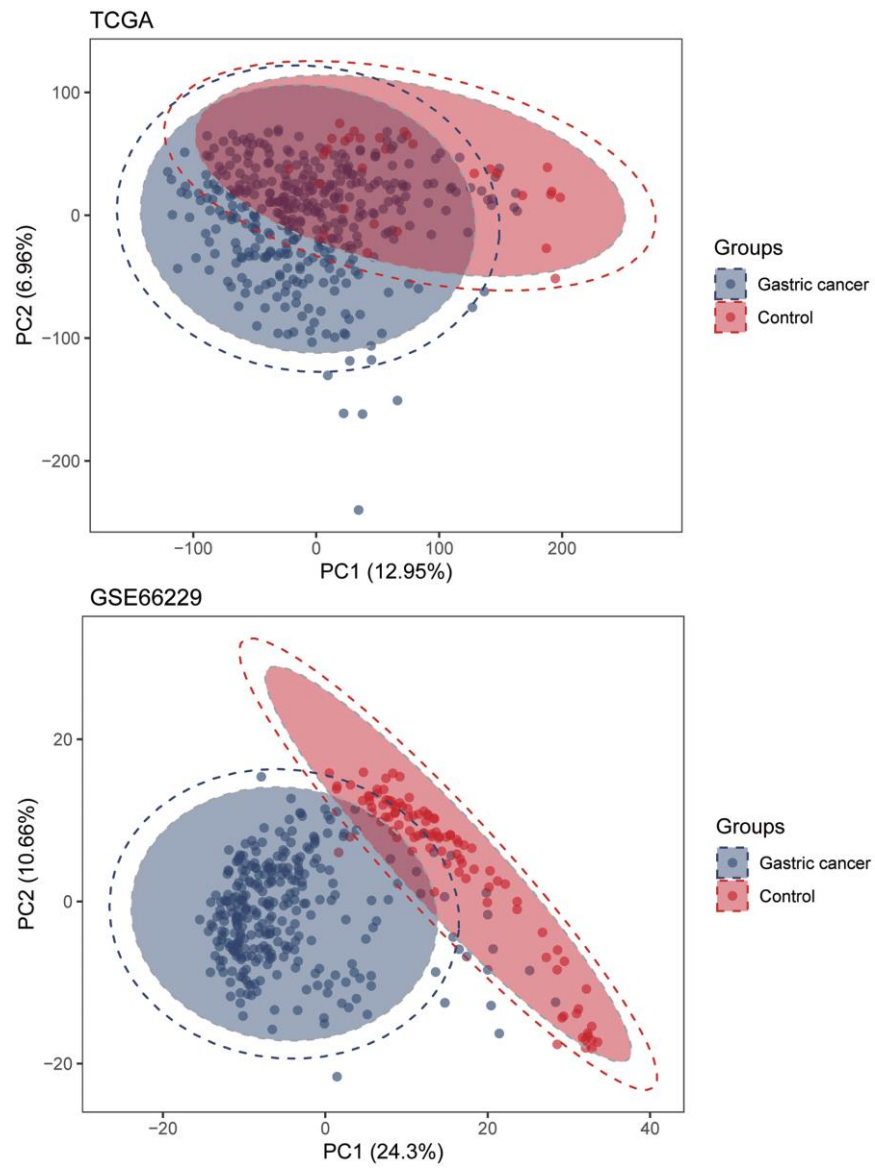 TCGA
100
0
−100
−200
PC2 (6.96%)
−100 0 100 200
PC1 (12.95%)
Groups
Gastric cancer
Control
GSE66229
20
0
−20
PC2 (10.66%)
−20 0 20 40
PC1 (24.3%)
Groups
Gastric cancer
Control